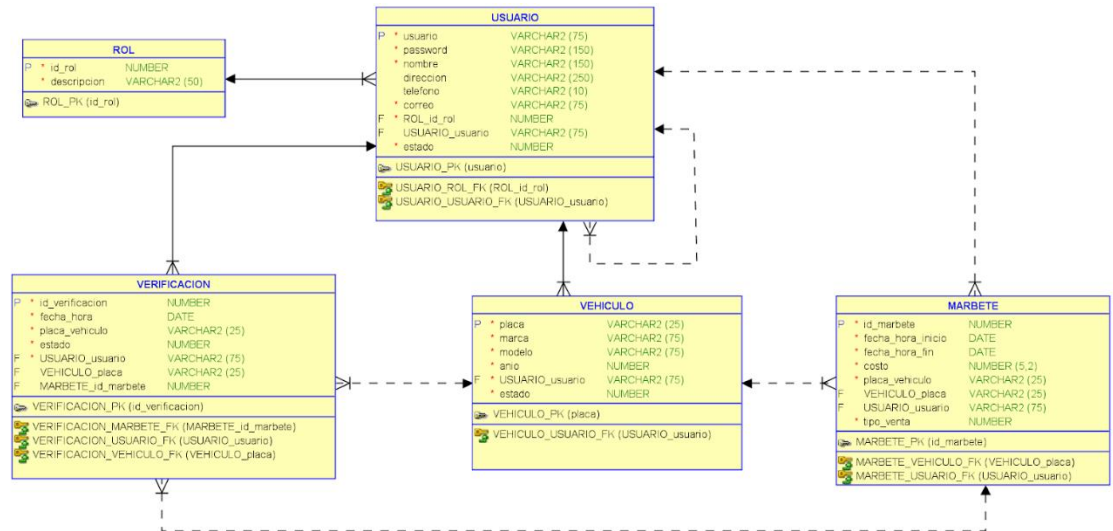 USUARIO
P * usuario VARCHAR2 (75)
* password VARCHAR2 (150)
* nombre VARCHAR2 (150)
direccion VARCHAR2 (250)
telefono VARCHAR2 (10)
* correo VARCHAR2 (75)
F * ROL_id_rol NUMBER
F USUARIO_usuario VARCHAR2 (75)
* estado NUMBER
USUARIO_PK (usuario)
USUARIO_ROL_FK (ROL_id_rol)
USUARIO_USUARIO_FK (USUARIO_usuario)
ROL
P * id_rol NUMBER
* descripcion VARCHAR2 (50)
ROL_PK (id_rol)
VERIFICACION
P * id_verificacion NUMBER
* fecha_hora DATE
* placa_vehiculo VARCHAR2 (25)
* estado NUMBER
F * USUARIO_usuario VARCHAR2 (75)
F VEHICULO_placa VARCHAR2 (25)
F MARBETE_id_marbete NUMBER
VERIFICACION_PK (id_verificacion)
VERIFICACION_MARBETE_FK (MARBETE_id_marbete)
VERIFICACION_USUARIO_FK (USUARIO_usuario)
VERIFICACION_VEHICULO_FK (VEHICULO_placa)
VEHICULO
P * placa VARCHAR2 (25)
* marca VARCHAR2 (75)
* modelo VARCHAR2 (75)
* anio NUMBER
F * USUARIO_usuario VARCHAR2 (75)
* estado NUMBER
VEHICULO_PK (placa)
VEHICULO_USUARIO_FK (USUARIO_usuario)
MARBETE
P * id_marbete NUMBER
* fecha_hora_inicio DATE
* fecha_hora_fin DATE
* costo NUMBER (5,2)
* placa_vehiculo VARCHAR2 (25)
F VEHICULO_placa VARCHAR2 (25)
F USUARIO_usuario VARCHAR2 (75)
* tipo_venta NUMBER
MARBETE_PK (id_marbete)
MARBETE_VEHICULO_FK (VEHICULO_placa)
MARBETE_USUARIO_FK (USUARIO_usuario)